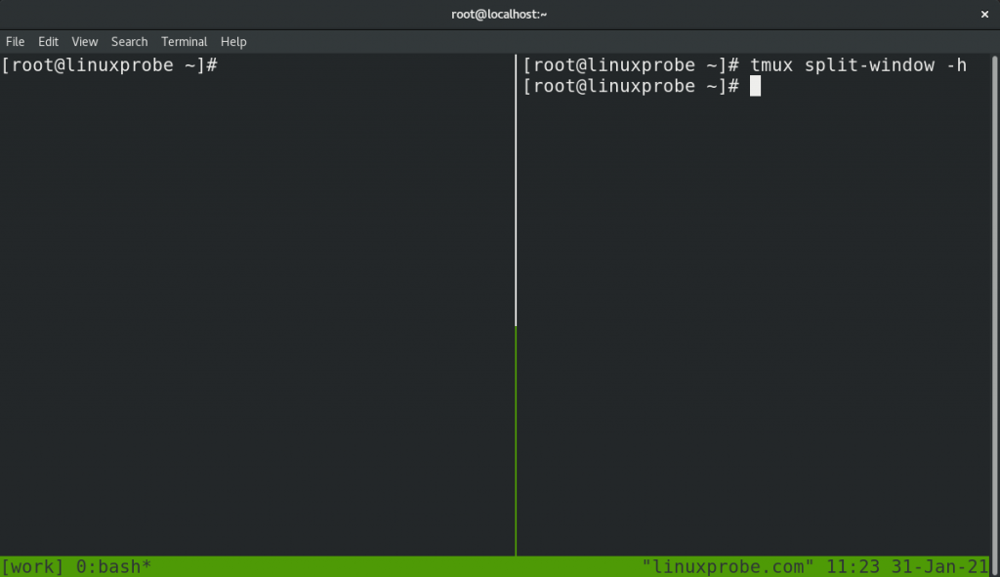 root@localhost:~ ×
File Edit View Search Terminal Help
[root@linuxprobe ~]#
[root@linuxprobe ~]# tmux split-window -h
[root@linuxprobe ~]#
[work] 0:bash* "linuxprobe.com" 11:23 31-Jan-21